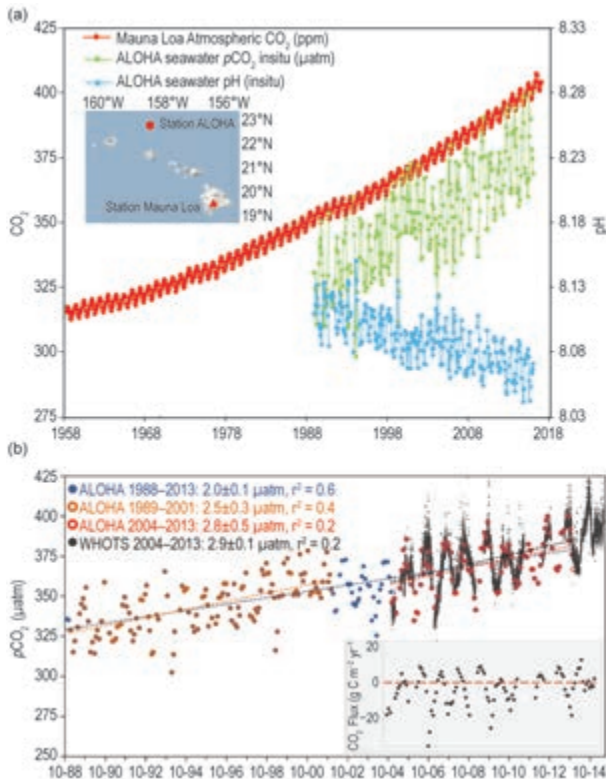 (a)
425
400
375
350
325
300
275
CO₂
8.33
8.28
8.23
8.18
8.13
8.08
8.03
pH
Mauna Loa Atmospheric CO₂ (ppm)
ALOHA seawater pCO₂ insitu (µatm)
ALOHA seawater pH (insitu)
160°W 158°W 156°W
Station ALOHA
23°N
22°N
21°N
20°N
19°N
Station Mauna Loa
1958 1968 1978 1988 1998 2008 2018
(b)
425
400
375
350
325
300
250
pCO₂ (µatm)
ALOHA 1988–2013: 2.0±0.1 µatm, r² = 0.6
ALOHA 1989–2001: 2.5±0.3 µatm, r² = 0.4
ALOHA 2004–2013: 2.8±0.5 µatm, r² = 0.2
WHOTS 2004–2013: 2.9±0.1 µatm, r² = 0.2
CO₂ Flux (g C m⁻² yr⁻¹)
20
0
−20
10-88 10-90 10-92 10-94 10-96 10-98 10-00 10-02 10-04 10-06 10-08 10-10 10-12 10-14